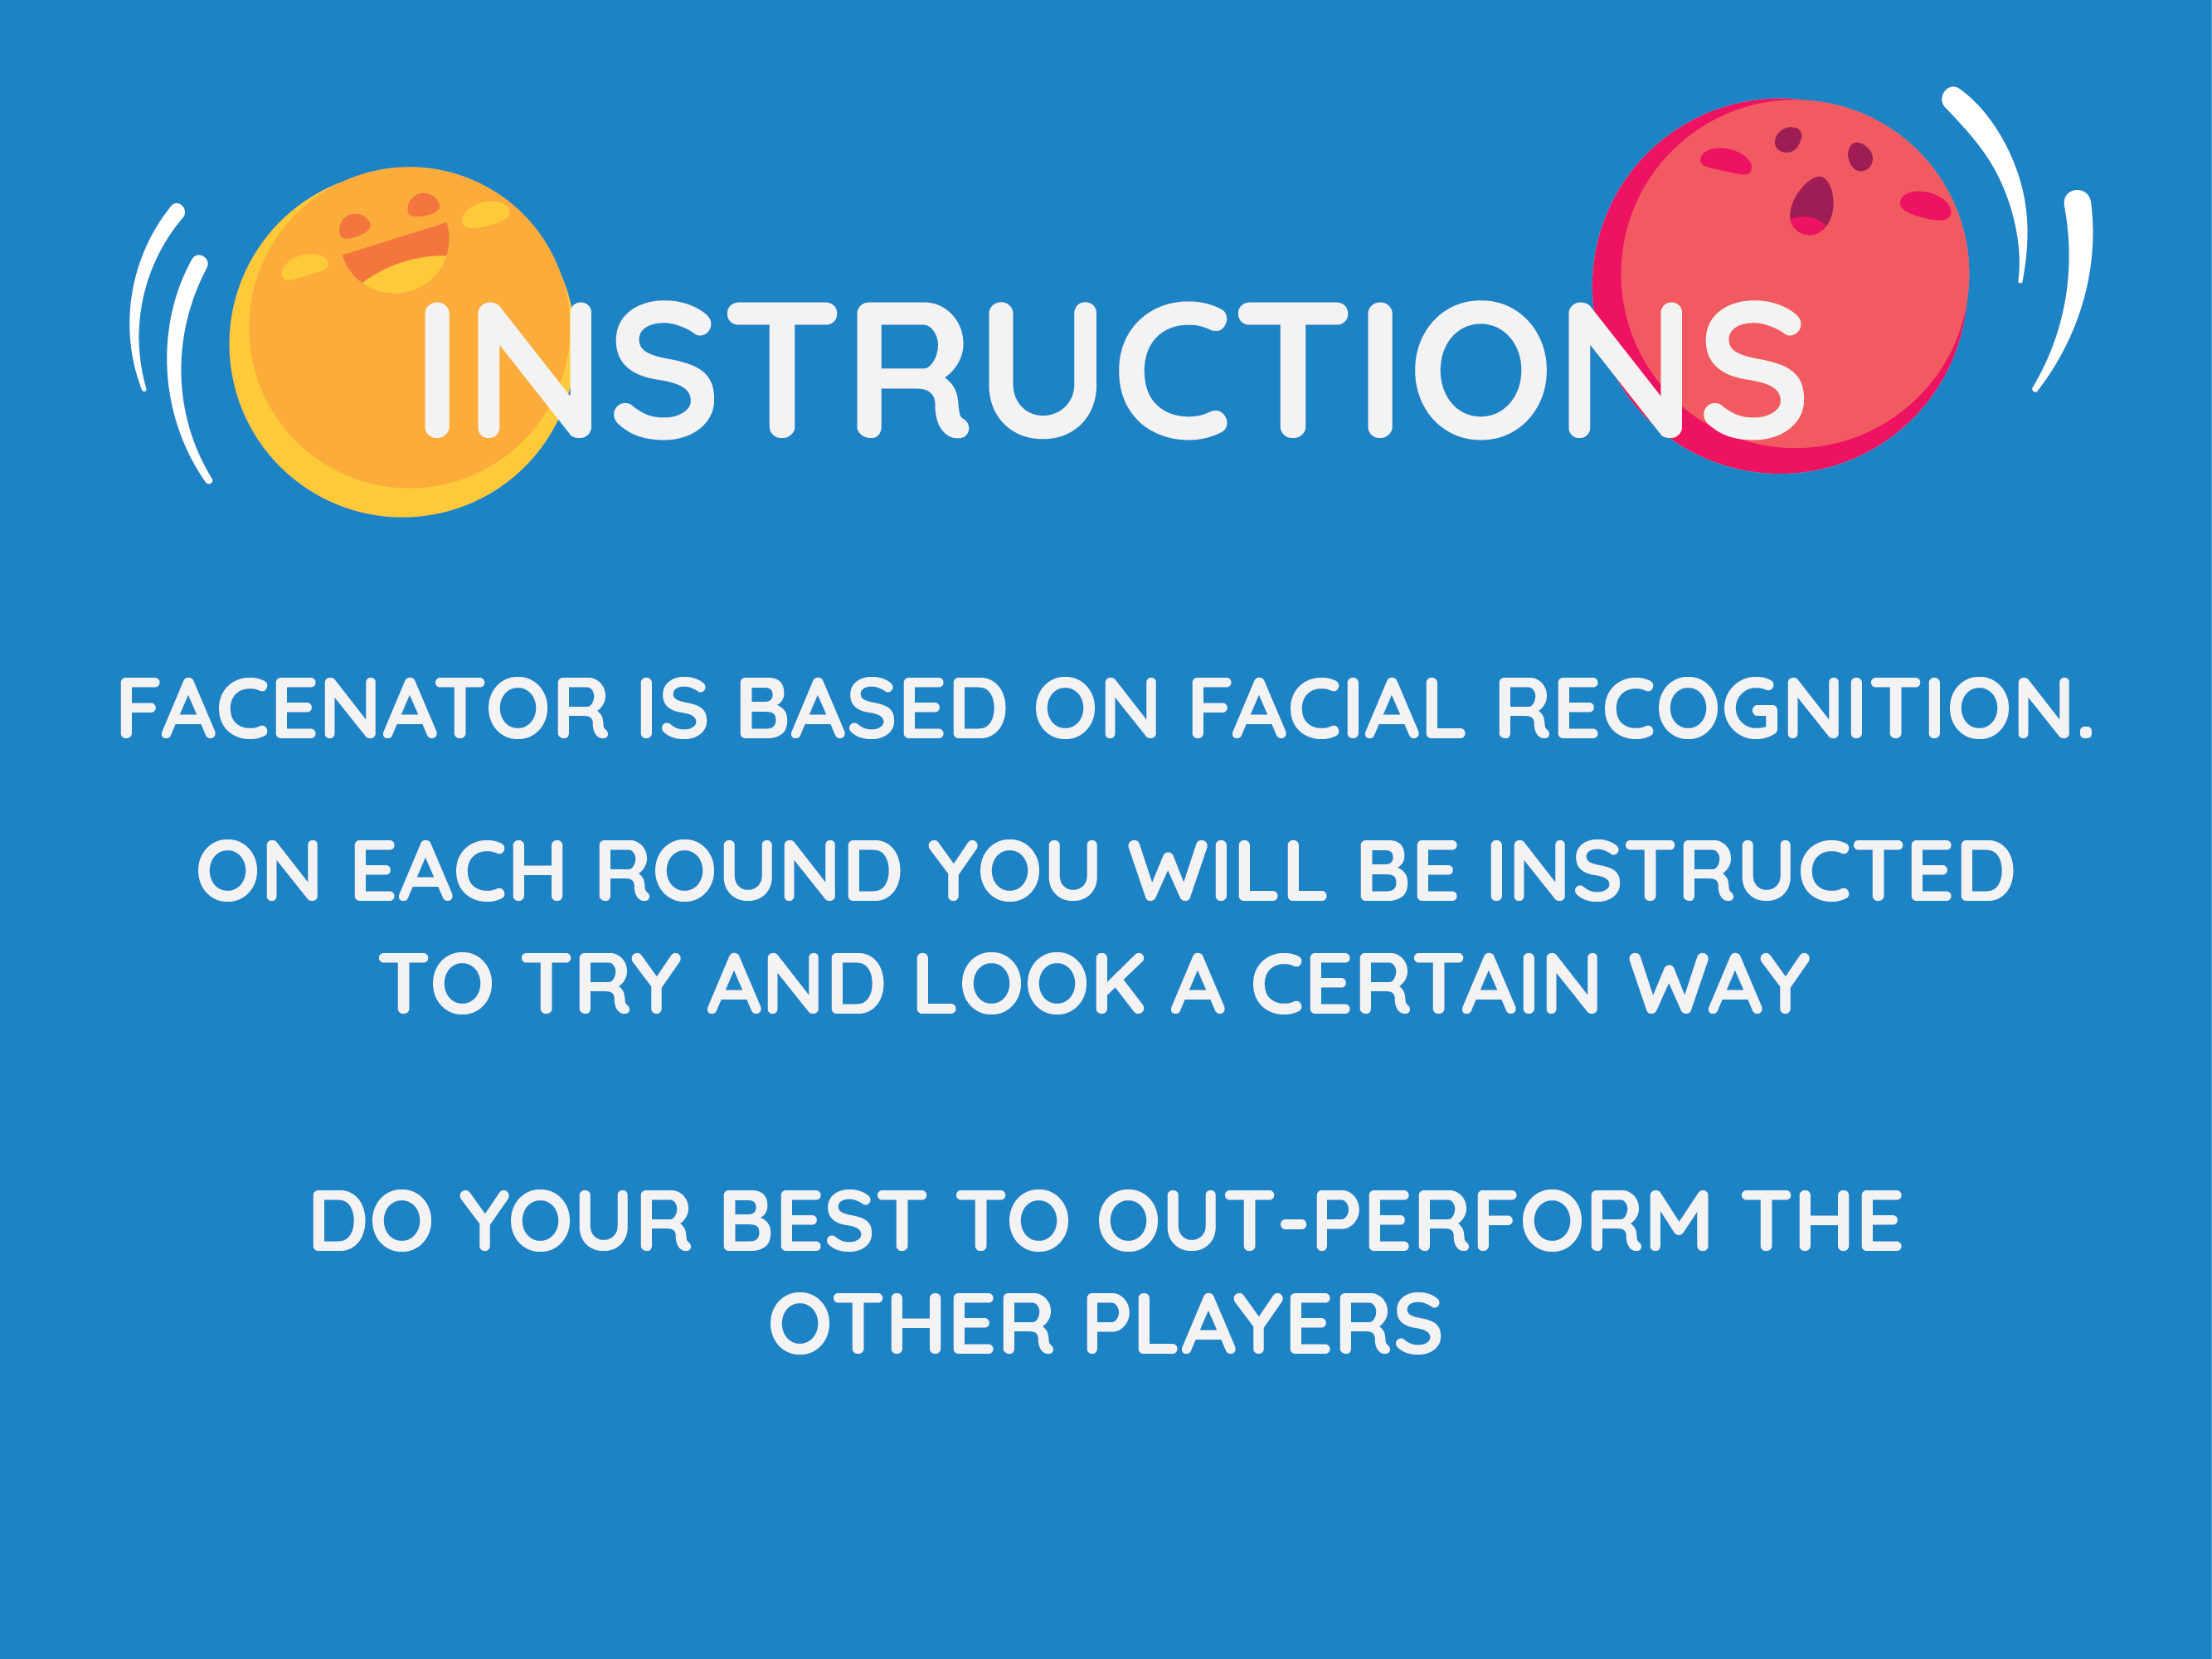 INSTRUCTIONS
FACENATOR IS BASED ON FACIAL RECOGNITION.
ON EACH ROUND YOU WILL BE INSTRUCTED
TO TRY AND LOOK A CERTAIN WAY
DO YOUR BEST TO OUT-PERFORM THE
OTHER PLAYERS